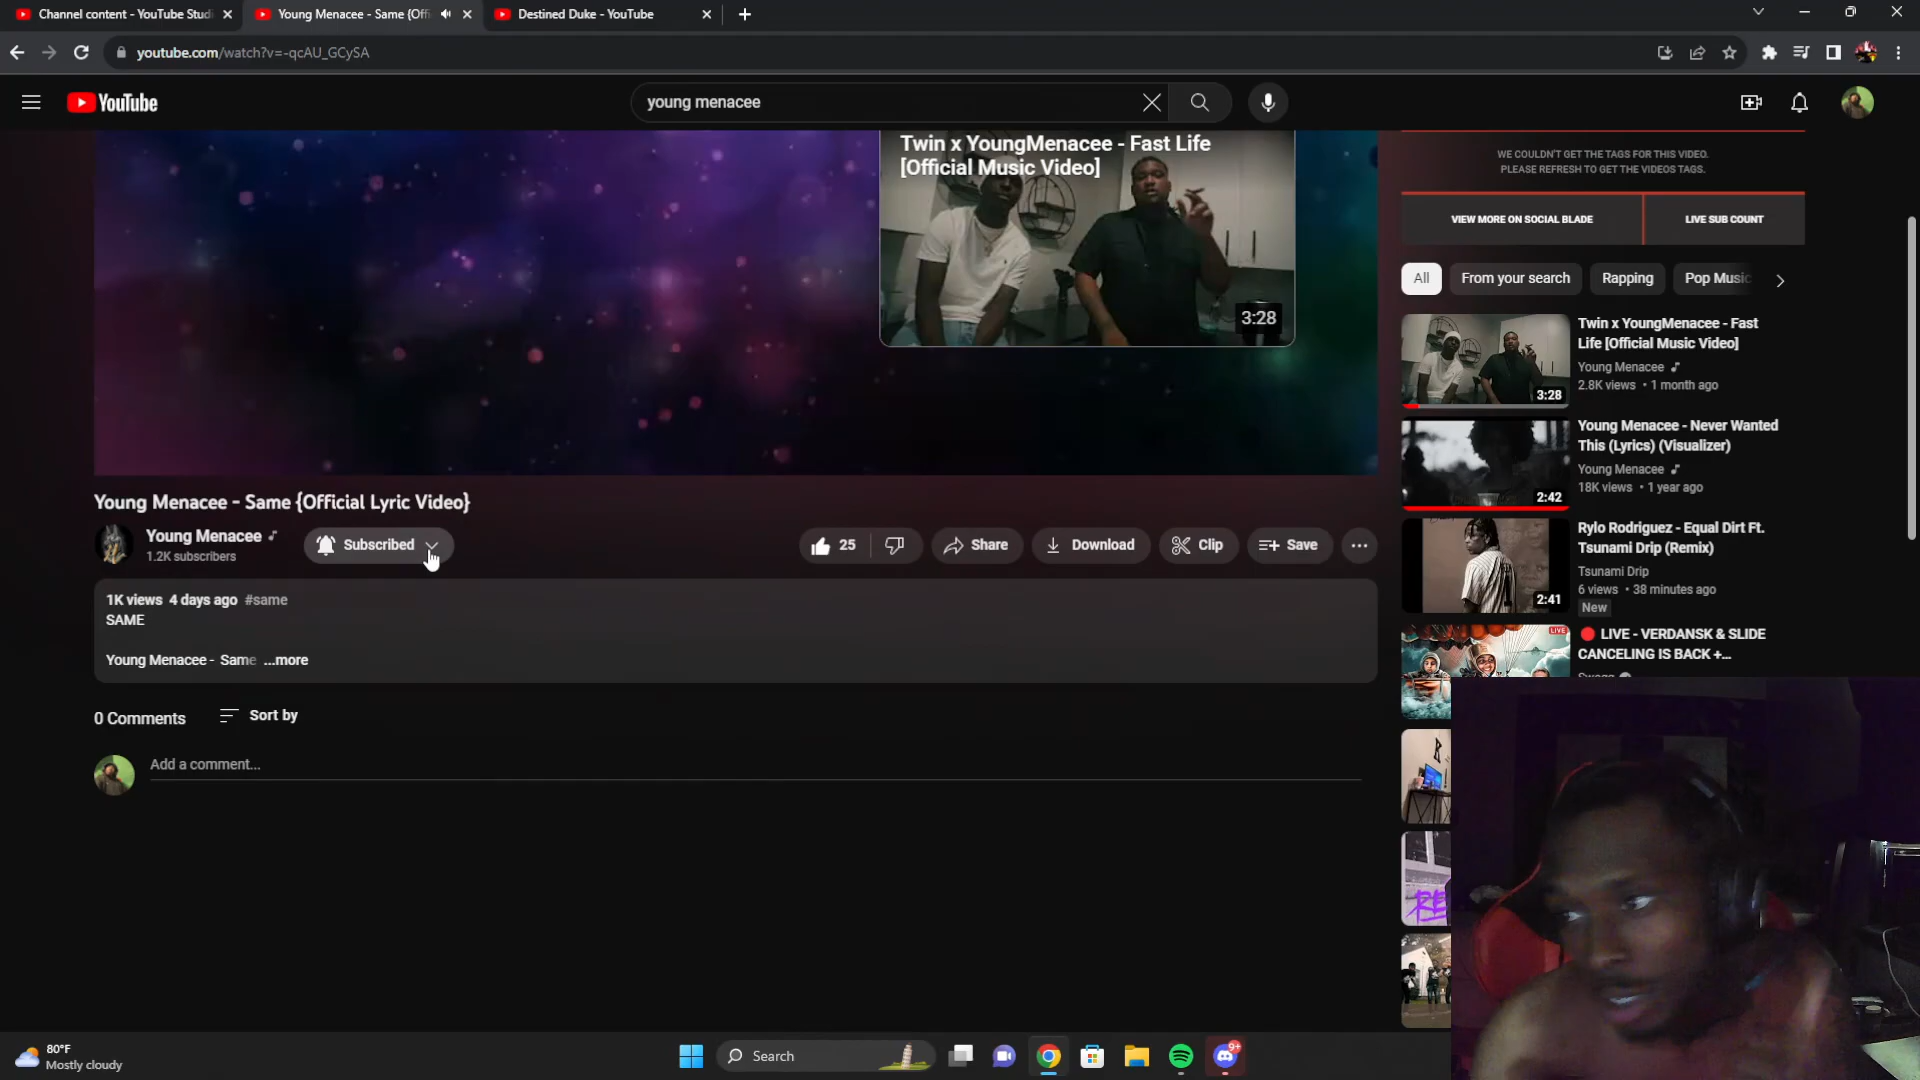 Channel content - YouTube Studi
Young Menacee - Same {Offi
Destined Duke - YouTube
youtube.com/watch?v=-qcAU_GCySA
YouTube
young menacee
Twin x YoungMenacee - Fast Life
[Official Music Video]
3:28
WE COULDN'T GET THE TAGS FOR THIS VIDEO.
PLEASE REFRESH TO GET THE VIDEOS TAGS.
VIEW MORE ON SOCIAL BLADE
LIVE SUB COUNT
All
From your search
Rapping
Pop Music
Twin x YoungMenacee - Fast
Life [Official Music Video]
Young Menacee
2.8K views • 1 month ago
3:28
Young Menacee - Never Wanted
This (Lyrics) (Visualizer)
Young Menacee
18K views • 1 year ago
2:42
Rylo Rodriguez - Equal Dirt Ft.
Tsunami Drip (Remix)
Tsunami Drip
6 views • 38 minutes ago
New
2:41
LIVE
LIVE - VERDANSK & SLIDE
CANCELING IS BACK +...
Young Menacee - Same {Official Lyric Video}
Young Menacee
1.2K subscribers
Subscribed
25
Share
Download
Clip
Save
1K views 4 days ago #same
SAME
Young Menacee - Same ...more
0 Comments
Sort by
Add a comment...
80°F
Mostly cloudy
Search
9+